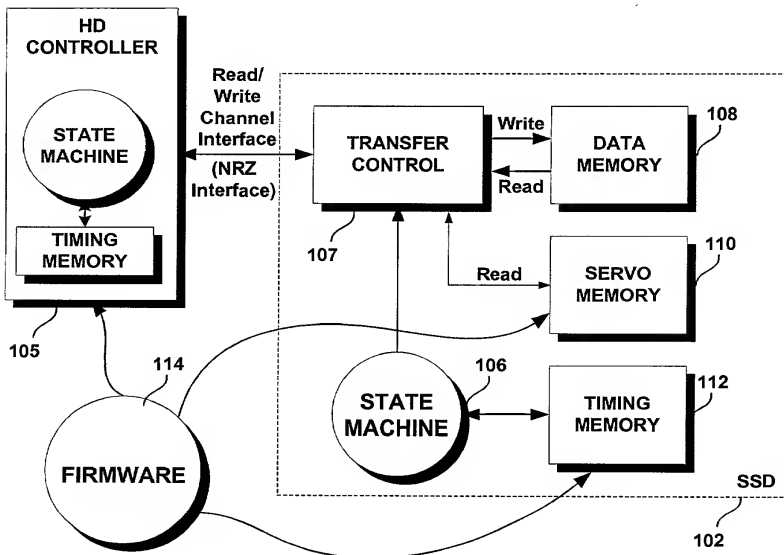 HD
CONTROLLER
STATE
MACHINE
TIMING
MEMORY
105
Read/
Write
Channel
Interface
(NRZ
Interface)
TRANSFER
CONTROL
107
Write
Read
DATA
MEMORY
108
Read
SERVO
MEMORY
110
STATE
MACHINE
106
TIMING
MEMORY
112
SSD
102
114
FIRMWARE